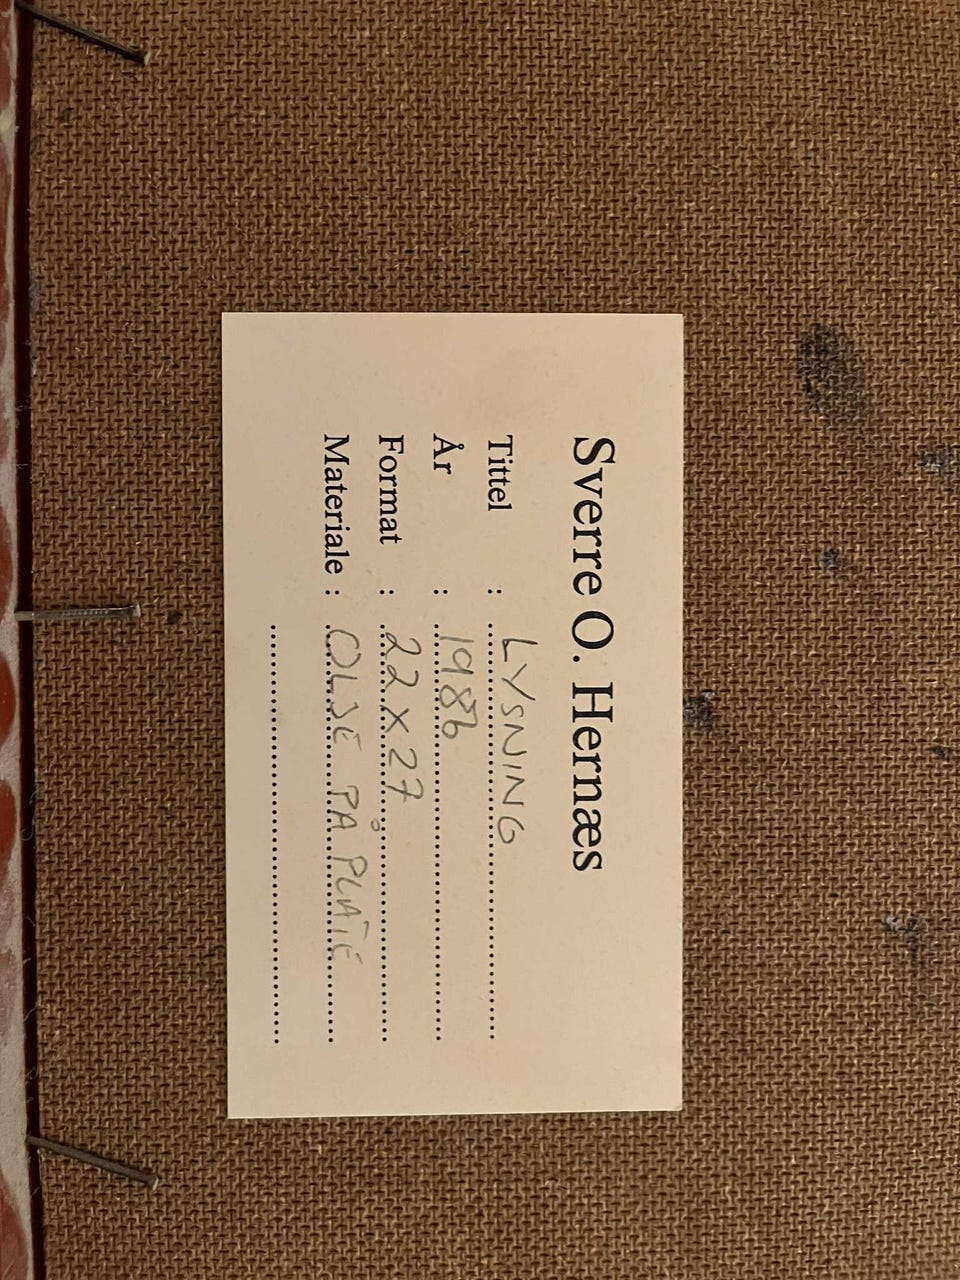 Sverre O. Hernæs
Tittel : LYSNING
År : 1986
Format : 22 X 27
Materiale : OLJE PÅ PLATE